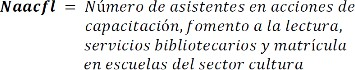 Naacfl = Número de asistentes en acciones de
capacitación, fomento a la lectura,
servicios bibliotecarios y matrícula
en escuelas del sector cultura